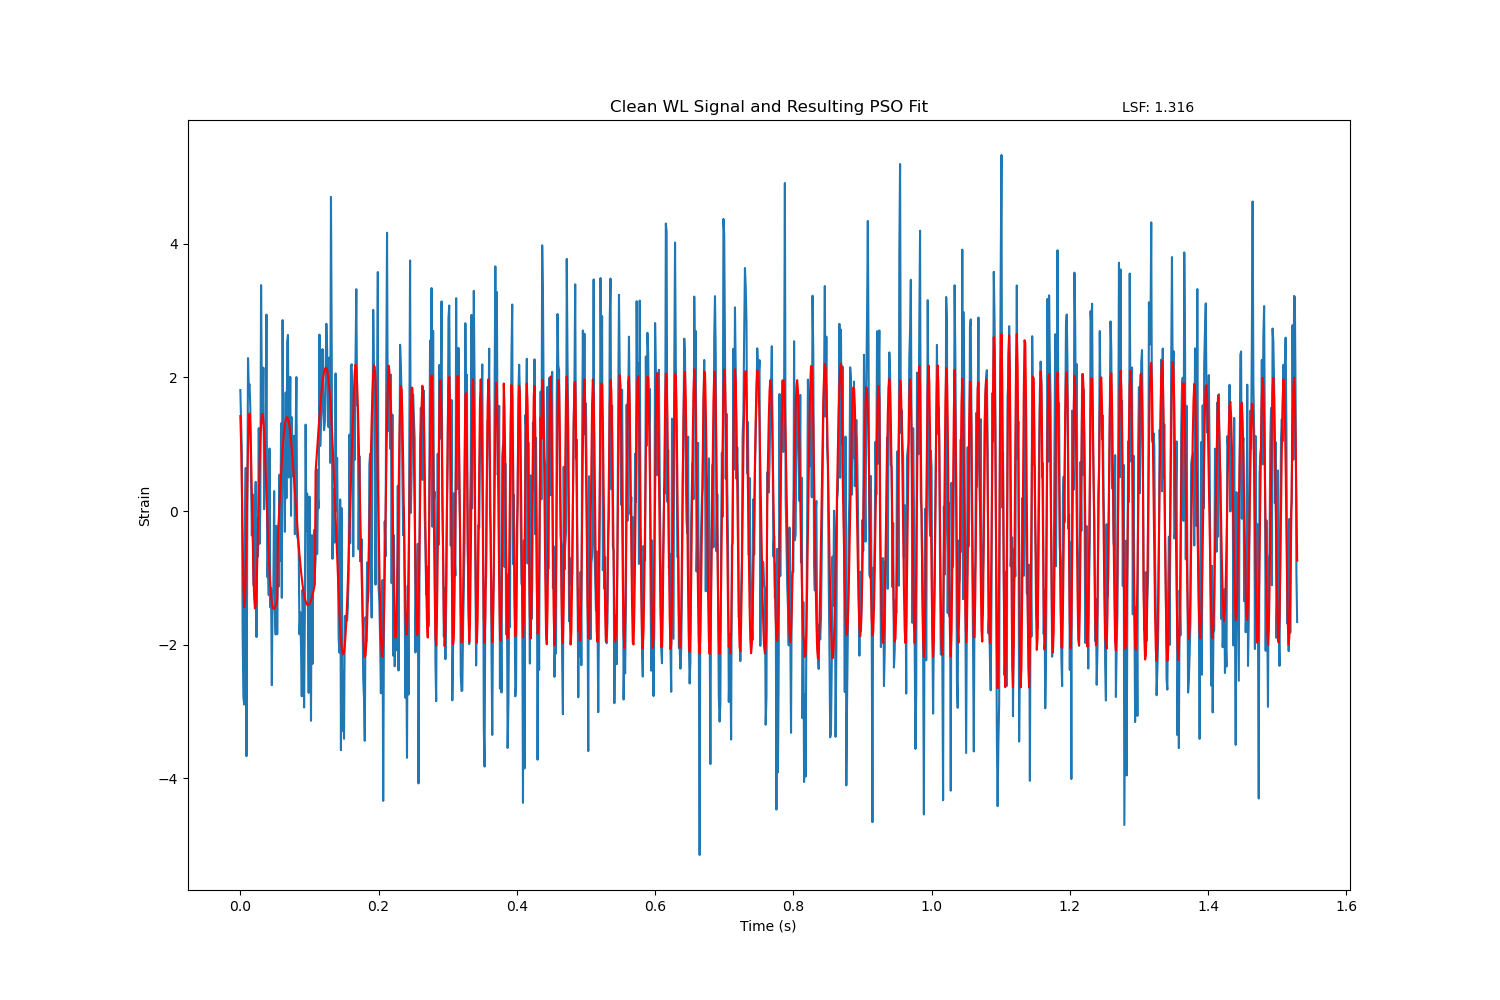 Clean WL Signal and Resulting PSO Fit
LSF: 1.316
Strain
4
2
0
−2
−4
0.0 0.2 0.4 0.6 0.8 1.0 1.2 1.4 1.6
Time (s)